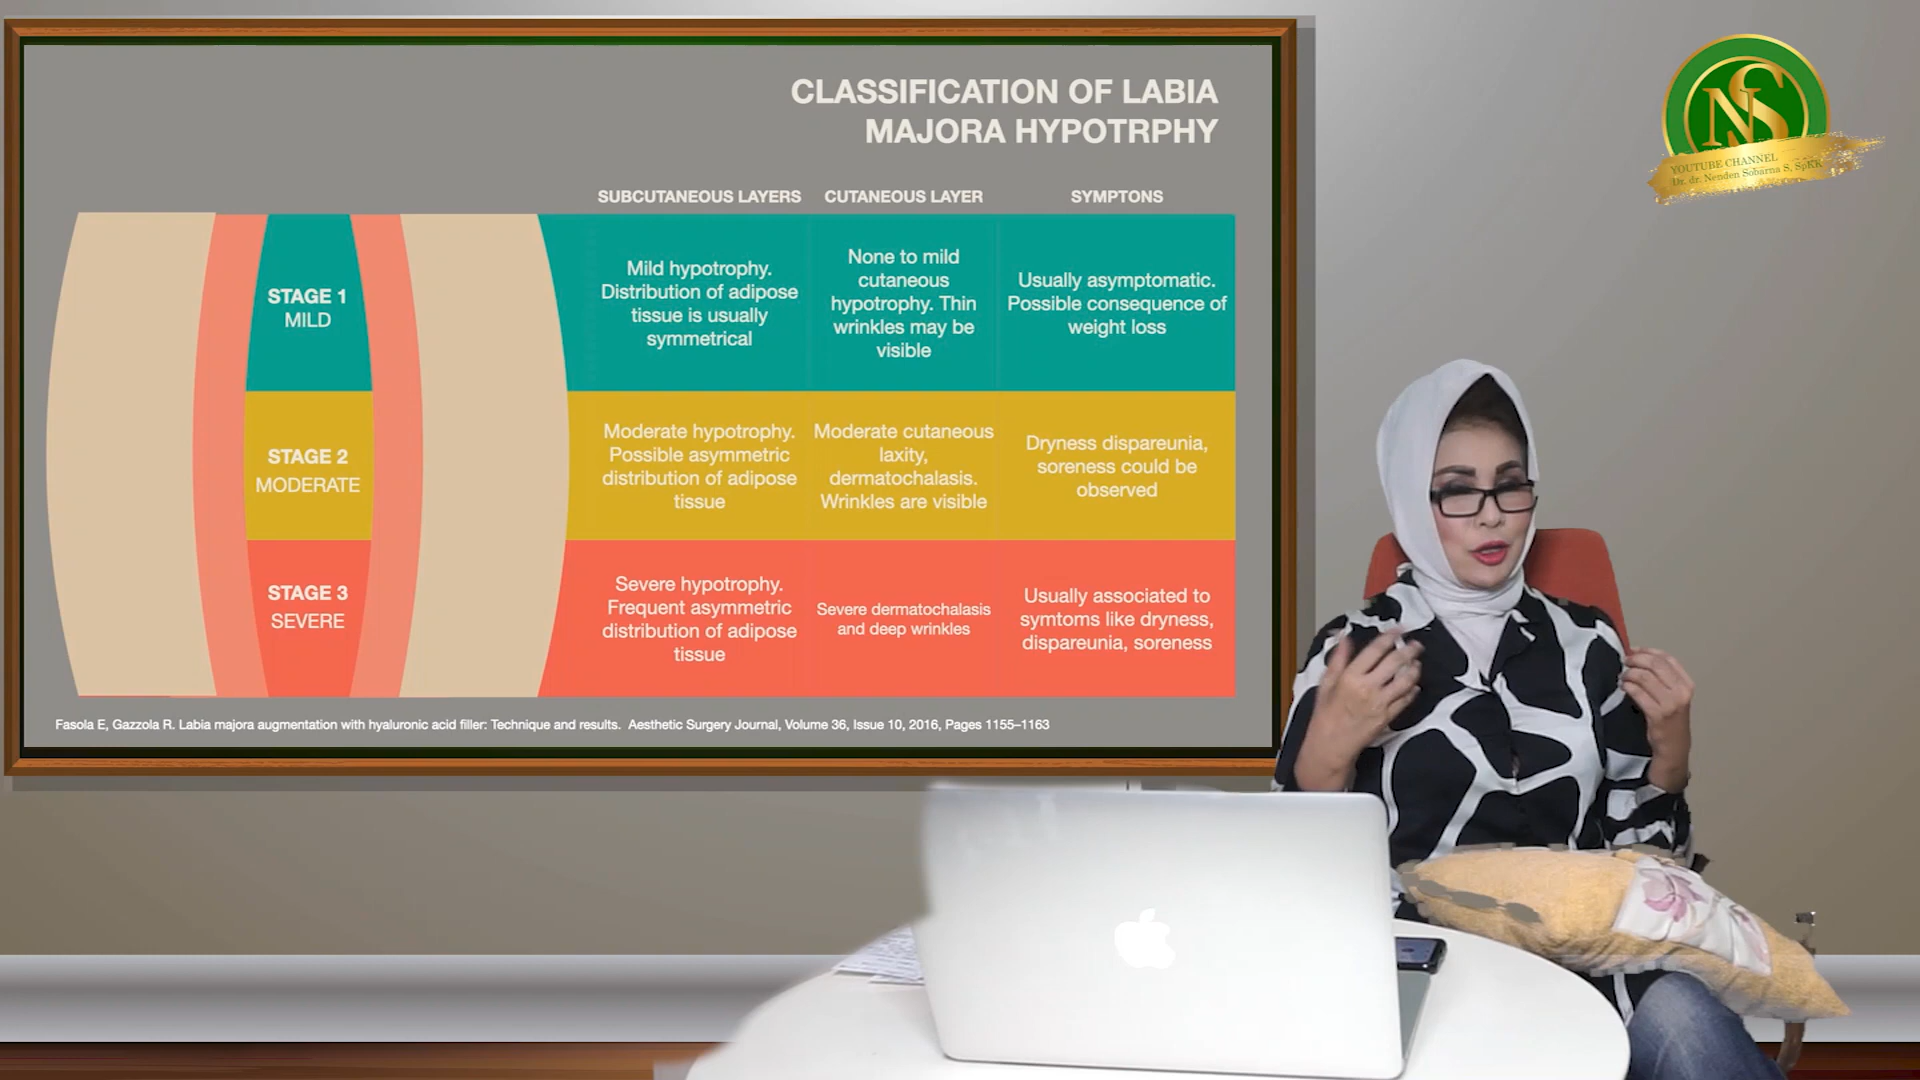 CLASSIFICATION OF LABIA
MAJORA HYPOTRPHY
SUBCUTANEOUS LAYERS
CUTANEOUS LAYER
SYMPTONS
STAGE 1
MILD
Mild hypotrophy.
Distribution of adipose
tissue is usually
symmetrical
None to mild
cutaneous
hypotrophy. Thin
wrinkles may be
visible
Usually asymptomatic.
Possible consequence of
weight loss
STAGE 2
MODERATE
Moderate hypotrophy.
Possible asymmetric
distribution of adipose
tissue
Moderate cutaneous
laxity,
dermatochalasis.
Wrinkles are visible
Dryness dispareunia,
soreness could be
observed
STAGE 3
SEVERE
Severe hypotrophy.
Frequent asymmetric
distribution of adipose
tissue
Severe dermatochalasis
and deep wrinkles
Usually associated to
symtoms like dryness,
dispareunia, soreness
Fasola E, Gazzola R. Labia majora augmentation with hyaluronic acid filler: Technique and results. Aesthetic Surgery Journal, Volume 36, Issue 10, 2016, Pages 1155–1163
NS
YOUTUBE CHANNEL
Dr. dr. Nenden Sobarna S, SpKK